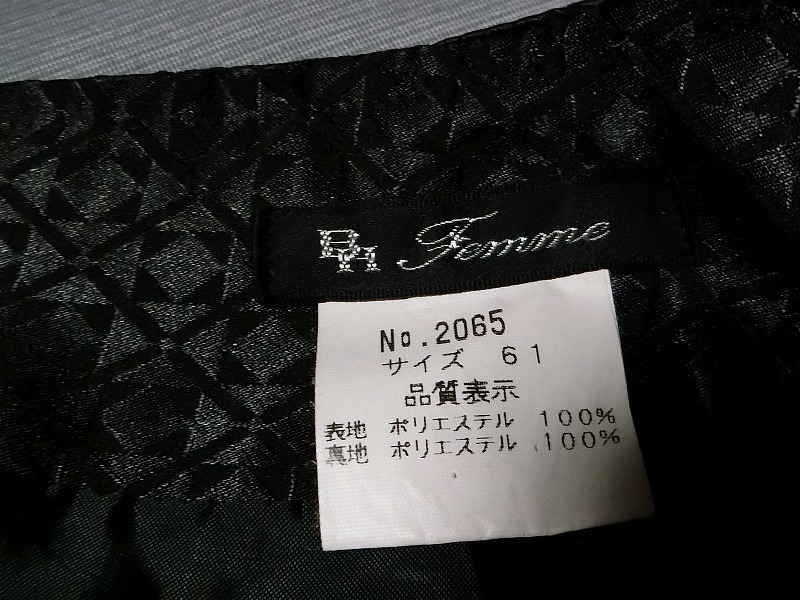 BYH Femme
No.2065
サイズ 61
品質表示
表地 ポリエステル 100%
裏地 ポリエステル 100%